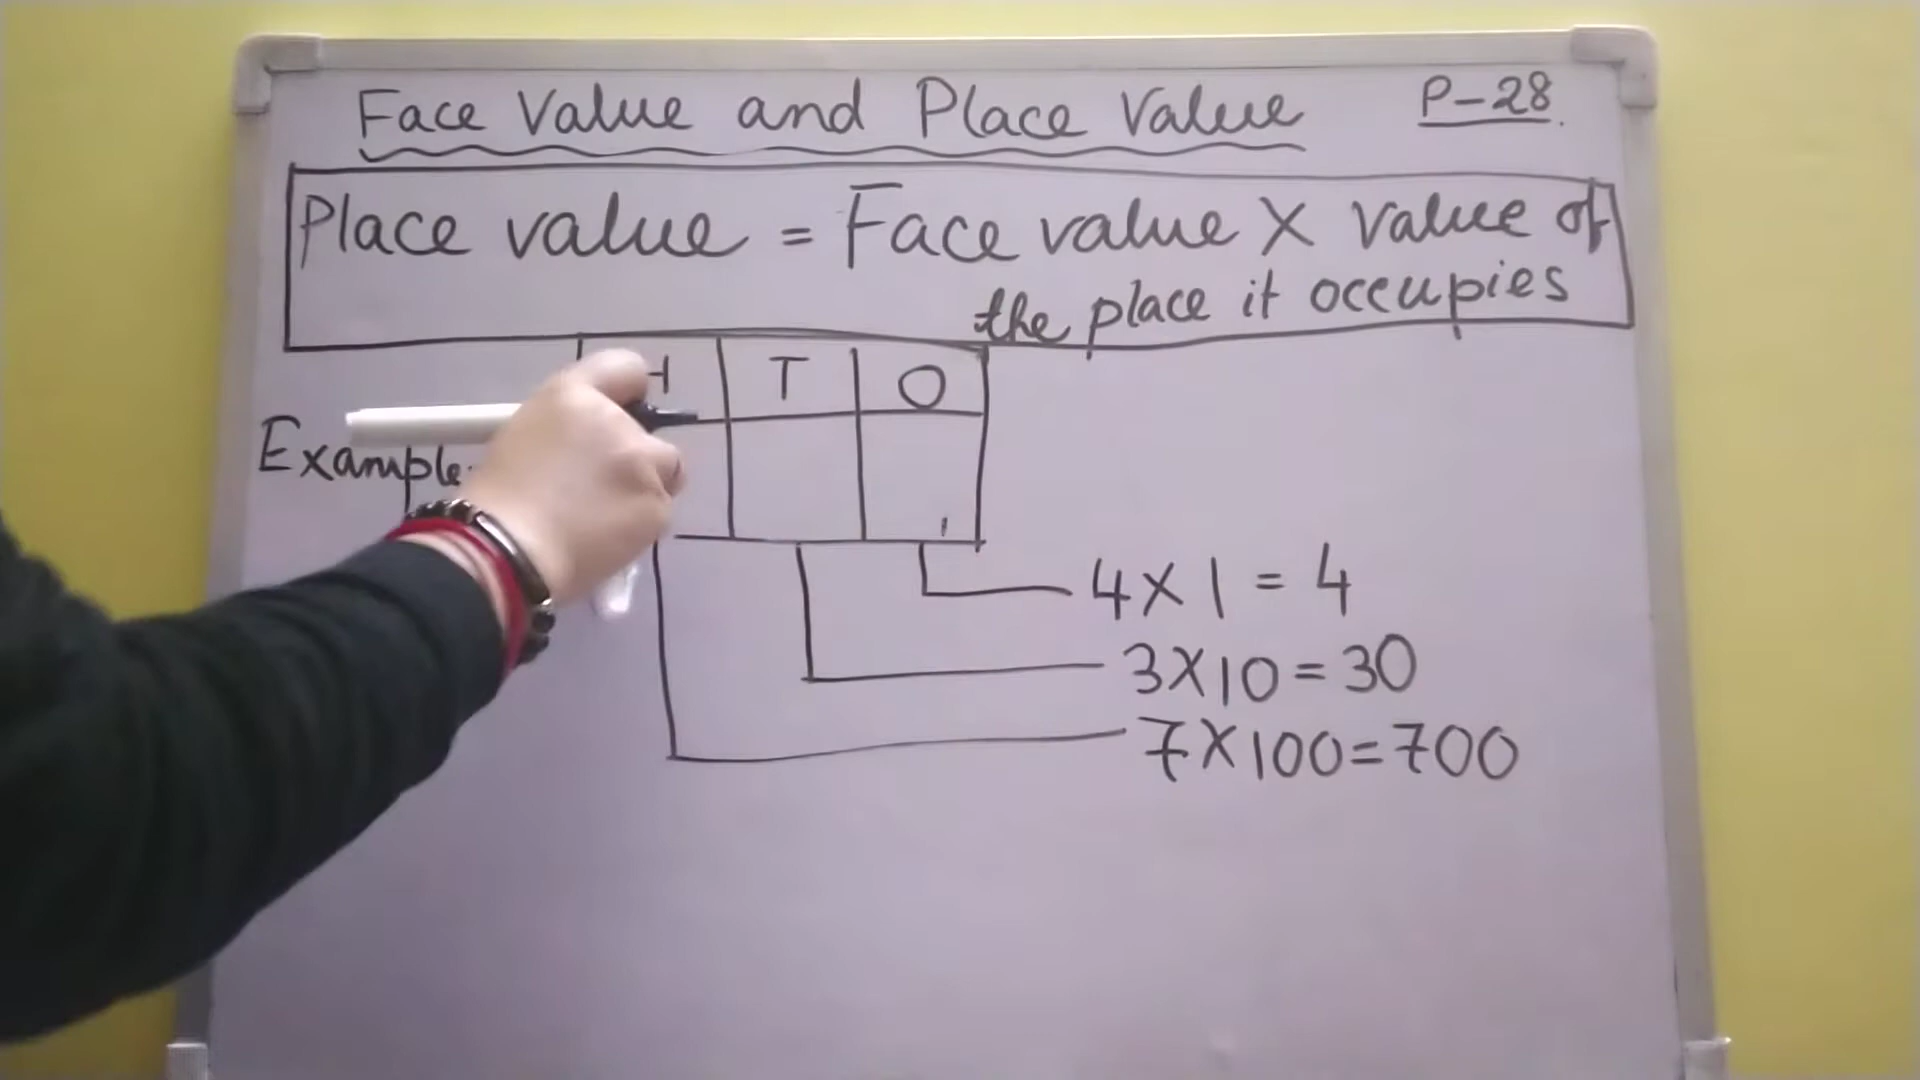 Face Value and Place Value P-28.
Place value = Face value X value of
the place it occupies
H T O
Example
4 X 1 = 4
3 X 10 = 30
7 X 100 = 700